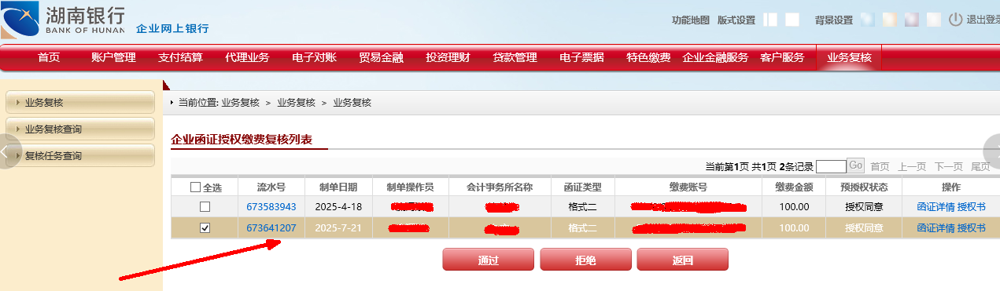 湖南银行
BANK OF HUNAN 企业网上银行
功能地图 版式设置 背景设置 退出登录
首页 账户管理 支付结算 代理业务 电子对账 贸易金融 投资理财 贷款管理 电子票据 特色缴费 企业金融服务 客户服务 业务复核
业务复核
业务复核查询
复核任务查询
当前位置: 业务复核 > 业务复核 > 业务复核
企业函证授权缴费复核列表
当前第1页 共1页 2条记录 Go 首页 上一页 下一页 尾页
全选 流水号 制单日期 制单操作员 会计事务所名称 函证类型 缴费账号 缴费金额 预授权状态 操作
673583943 2025-4-18 格式二 100.00 授权同意 函证详情 授权书
673641207 2025-7-21 格式二 100.00 授权同意 函证详情 授权书
通过 拒绝 返回